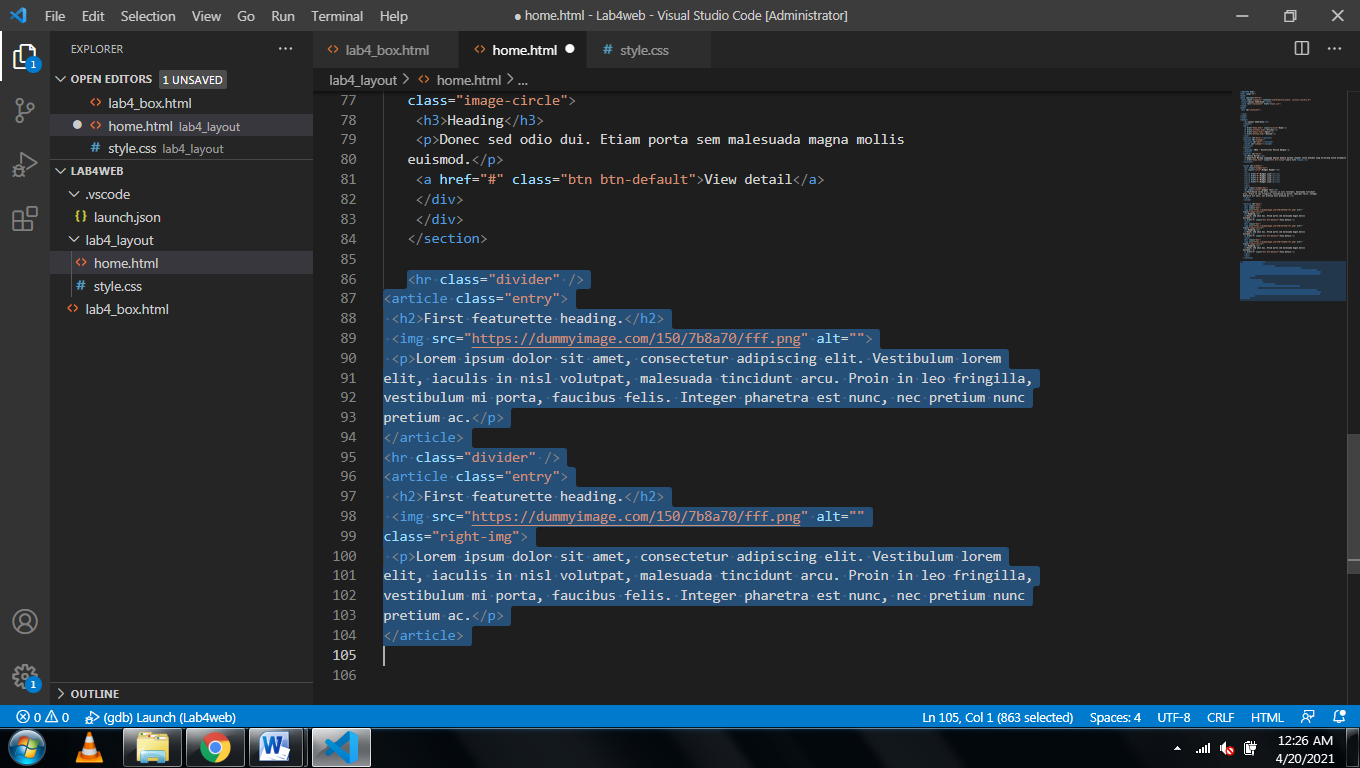 File Edit Selection View Go Run Terminal Help
● home.html - Lab4web - Visual Studio Code [Administrator]
EXPLORER
OPEN EDITORS 1 UNSAVED
lab4_box.html
home.html lab4_layout
style.css lab4_layout
LAB4WEB
.vscode
launch.json
lab4_layout
home.html
style.css
lab4_box.html
OUTLINE
lab4_box.html home.html style.css
lab4_layout > home.html > ...
77 class="image-circle">
78 <h3>Heading</h3>
79 <p>Donec sed odio dui. Etiam porta sem malesuada magna mollis
80 euismod.</p>
81 <a href="#" class="btn btn-default">View detail</a>
82 </div>
83 </div>
84 </section>
85
86 <hr class="divider" />
87 <article class="entry">
88 <h2>First featurette heading.</h2>
89 <img src="https://dummyimage.com/150/7b8a70/fff.png" alt="">
90 <p>Lorem ipsum dolor sit amet, consectetur adipiscing elit. Vestibulum lorem
91 elit, iaculis in nisl volutpat, malesuada tincidunt arcu. Proin in leo fringilla,
92 vestibulum mi porta, faucibus felis. Integer pharetra est nunc, nec pretium nunc
93 pretium ac.</p>
94 </article>
95 <hr class="divider" />
96 <article class="entry">
97 <h2>First featurette heading.</h2>
98 <img src="https://dummyimage.com/150/7b8a70/fff.png" alt=""
99 class="right-img">
100 <p>Lorem ipsum dolor sit amet, consectetur adipiscing elit. Vestibulum lorem
101 elit, iaculis in nisl volutpat, malesuada tincidunt arcu. Proin in leo fringilla,
102 vestibulum mi porta, faucibus felis. Integer pharetra est nunc, nec pretium nunc
103 pretium ac.</p>
104 </article>
105
106
1
1
0 0 (gdb) Launch (Lab4web)
Ln 105, Col 1 (863 selected) Spaces: 4 UTF-8 CRLF HTML
12:26 AM
4/20/2021